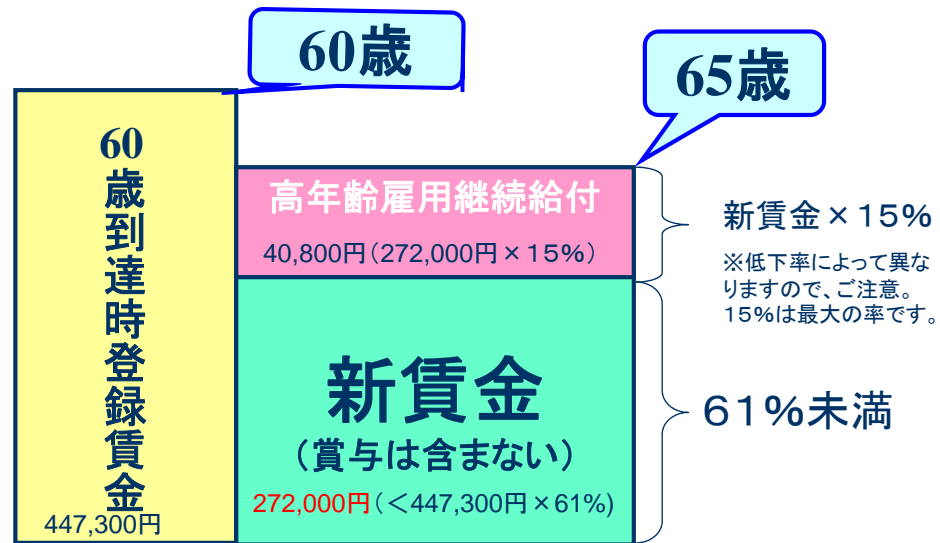 60歳
65歳
60歳到達時登録賃金
447,300円
高年齢雇用継続給付
40,800円(272,000円×15%)
新賃金
(賞与は含まない)
272,000円(<447,300円×61%)
新賃金×15%
※低下率によって異な
りますので、ご注意。
15%は最大の率です。
61%未満